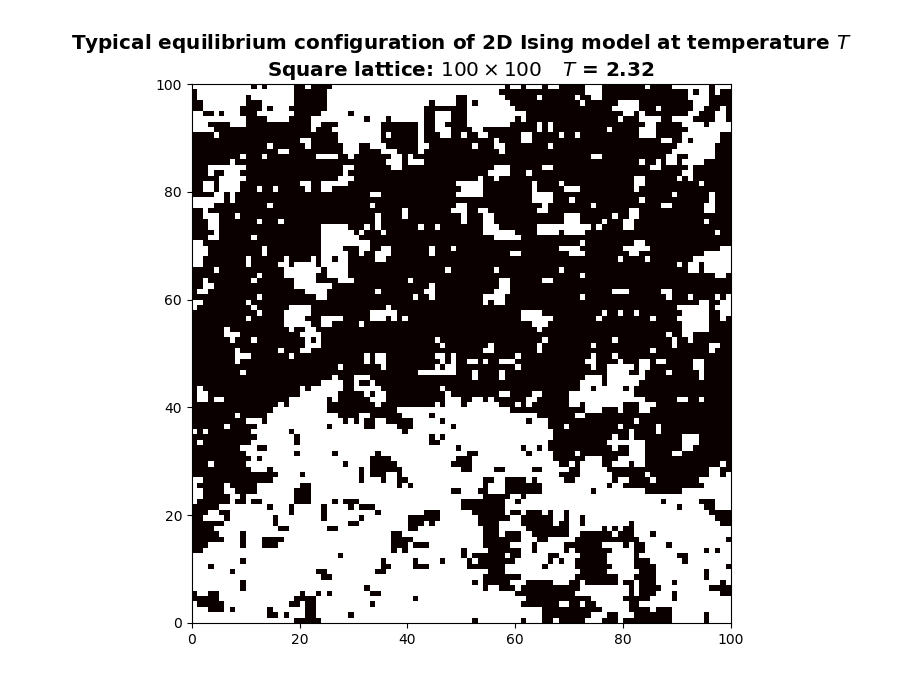 Typical equilibrium configuration of 2D Ising model at temperature T
Square lattice: 100 × 100 T = 2.32
100
80
60
40
20
0
0 20 40 60 80 100